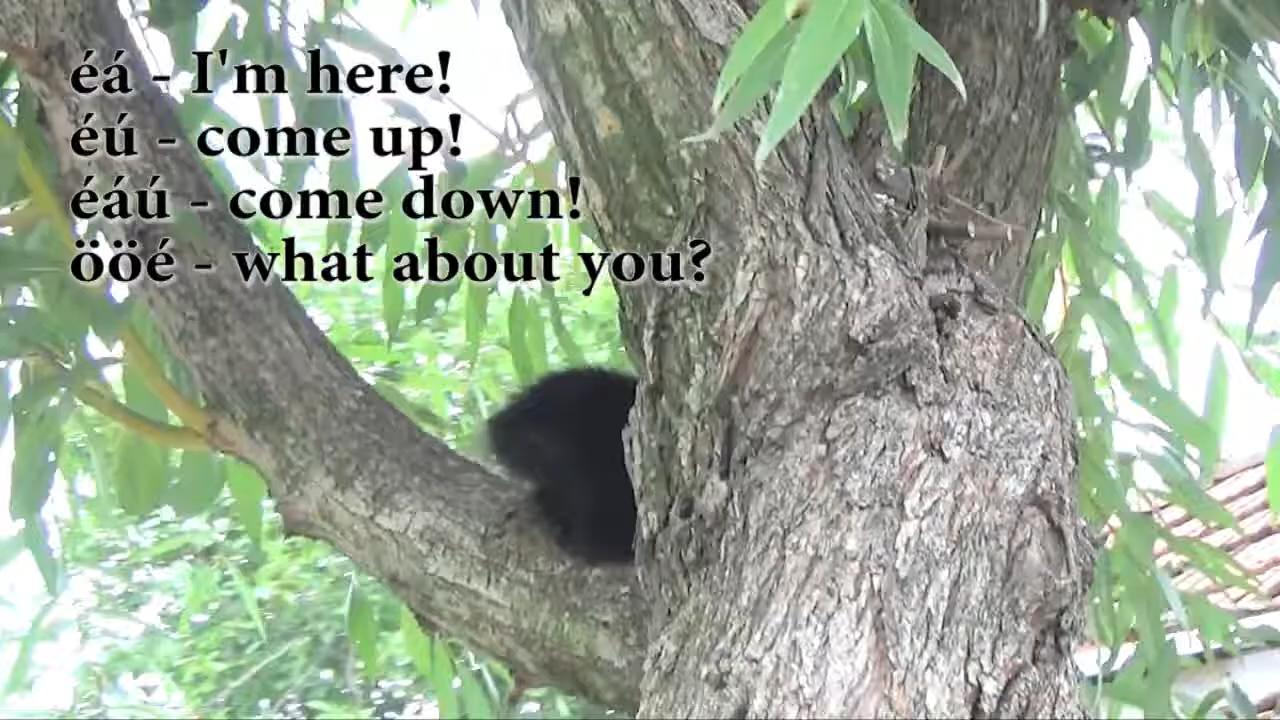 éá - I'm here!
éú - come up!
éáú - come down!
ööé - what about you?